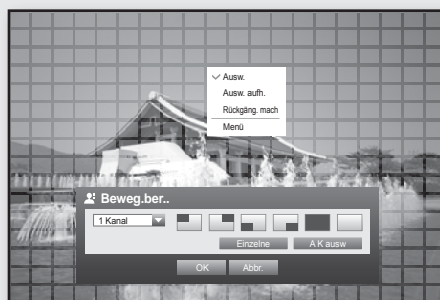 Ausw.
Ausw. aufh.
Rückgäng. mach
Menü
Beweg.ber..
1 Kanal
Einzelne
A K ausw
OK
Abbr.